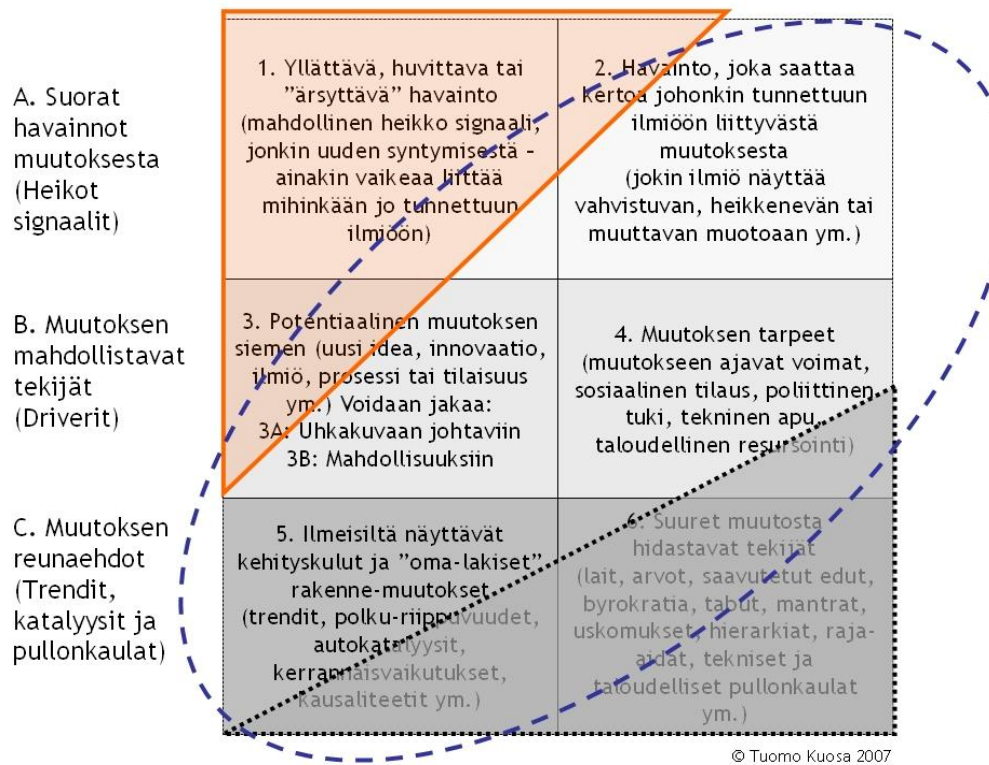 A. Suorat
havainnot
muutoksesta
(Heikot
signaalit)
1. Yllättävä, huvittava tai
”ärsyttävä” havainto
(mahdollinen heikko signaali,
jonkin uuden syntymisestä -
ainakin vaikeaa liittää
mihinkään jo tunnettuun
ilmiöön)
2. Havainto, joka saattaa
kertoa johonkin tunnettuun
ilmiöön liittyvästä
muutoksesta
(jokin ilmiö näyttää
vahvistuvan, heikkenevän tai
muuttavan muotoaan ym.)
B. Muutoksen
mahdollistavat
tekijät
(Driverit)
3. Potentiaalinen muutoksen
siemen (uusi idea, innovaatio,
ilmiö, prosessi tai tilaisuus
ym.) Voidaan jakaa:
3A: Uhkakuvaan johtaviin
3B: Mahdollisuuksiin
4. Muutoksen tarpeet
(muutokseen ajavat voimat,
sosiaalinen tilaus, poliittinen
tuki, tekninen apu,
taloudellinen resursointi)
C. Muutoksen
reunaehdot
(Trendit,
katalyysit ja
pullonkaulat)
5. Ilmeisiltä näyttävät
kehityskulut ja ”oma-lakiset”
rakenne-muutokset
(trendit, polku-riippuvuudet,
autokatalyysit,
kerrannaisvaikutukset,
kausaliteetit ym.)
6. Suuret muutosta
hidastavat tekijät
(lait, arvot, saavutetut edut,
byrokratia, tabut, mantrat,
uskomukset, hierarkiat, raja-
aidat, tekniset ja
taloudelliset pullonkaulat
ym.)
© Tuomo Kuosa 2007